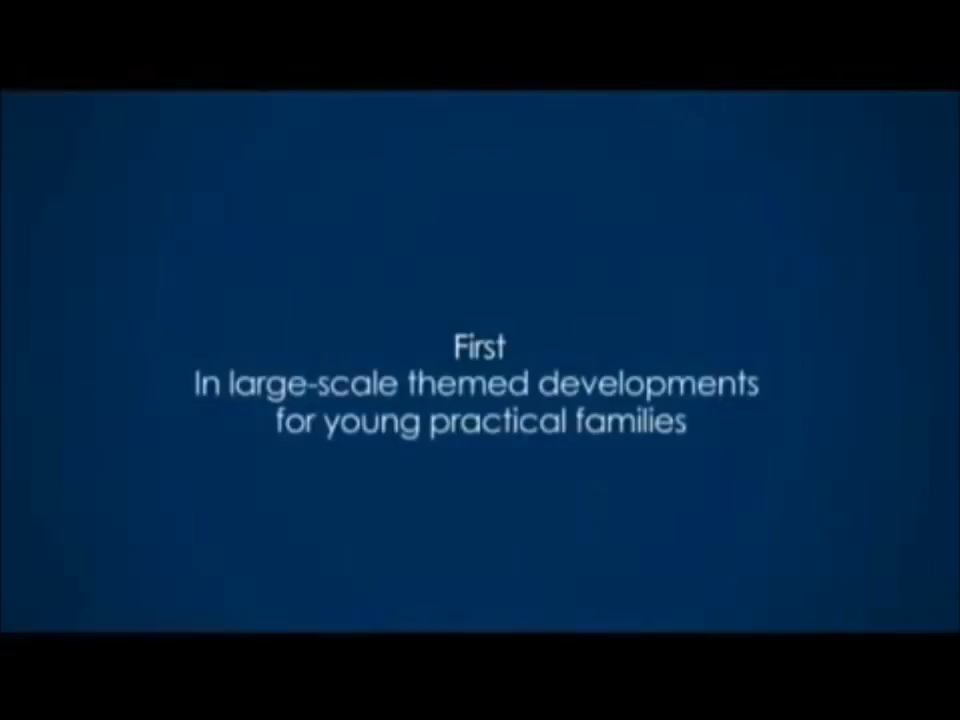 First
In large-scale themed developments
for young practical families